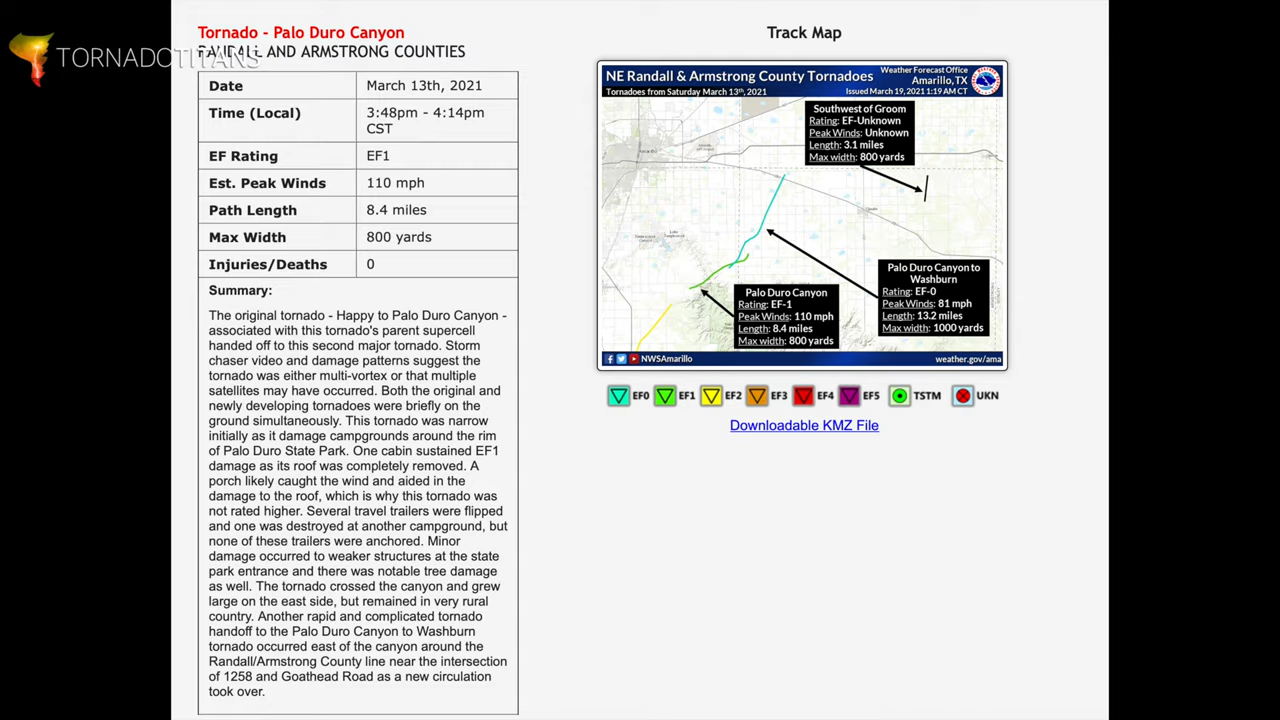 Tornado - Palo Duro Canyon
RANDALL AND ARMSTRONG COUNTIES
TORNADOTITANS
Date March 13th, 2021
Time (Local) 3:48pm - 4:14pm
CST
EF Rating EF1
Est. Peak Winds 110 mph
Path Length 8.4 miles
Max Width 800 yards
Injuries/Deaths 0
Summary:
The original tornado - Happy to Palo Duro Canyon -
associated with this tornado's parent supercell
handed off to this second major tornado. Storm
chaser video and damage patterns suggest the
tornado was either multi-vortex or that multiple
satellites may have occurred. Both the original and
newly developing tornadoes were briefly on the
ground simultaneously. This tornado was narrow
initially as it damage campgrounds around the rim
of Palo Duro State Park. One cabin sustained EF1
damage as its roof was completely removed. A
porch likely caught the wind and aided in the
damage to the roof, which is why this tornado was
not rated higher. Several travel trailers were flipped
and one was destroyed at another campground, but
none of these trailers were anchored. Minor
damage occurred to weaker structures at the state
park entrance and there was notable tree damage
as well. The tornado crossed the canyon and grew
large on the east side, but remained in very rural
country. Another rapid and complicated tornado
handoff to the Palo Duro Canyon to Washburn
tornado occurred east of the canyon around the
Randall/Armstrong County line near the intersection
of 1258 and Goathead Road as a new circulation
took over.
Track Map
NE Randall & Armstrong County Tornadoes
Tornadoes from Saturday March 13th, 2021
Weather Forecast Office
Amarillo, TX
Issued March 19, 2021 1:19 AM CT
Southwest of Groom
Rating: EF-Unknown
Peak Winds: Unknown
Length: 3.1 miles
Max width: 800 yards
Palo Duro Canyon to
Washburn
Rating: EF-0
Peak Winds: 81 mph
Length: 13.2 miles
Max width: 1000 yards
Palo Duro Canyon
Rating: EF-1
Peak Winds: 110 mph
Length: 8.4 miles
Max width: 800 yards
NWSAmarillo
weather.gov/ama
EF0 EF1 EF2 EF3 EF4 EF5 TSTM UKN
Downloadable KMZ File